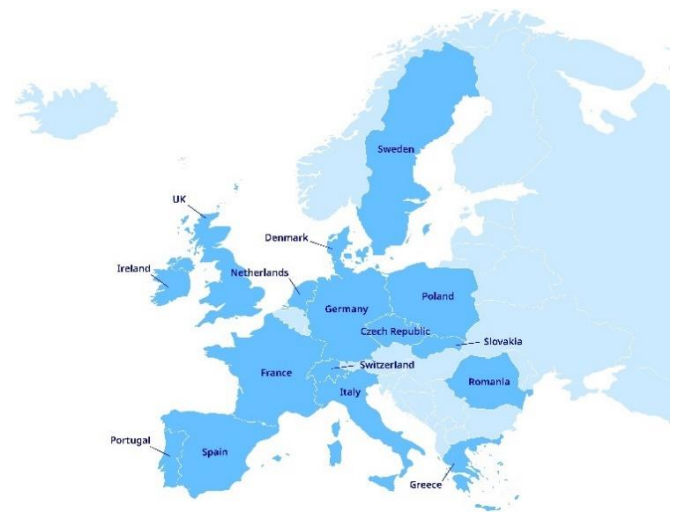 Sweden
UK
Denmark
Ireland
Netherlands
Poland
Germany
Czech Republic
Slovakia
Switzerland
France
Romania
Italy
Portugal
Spain
Greece